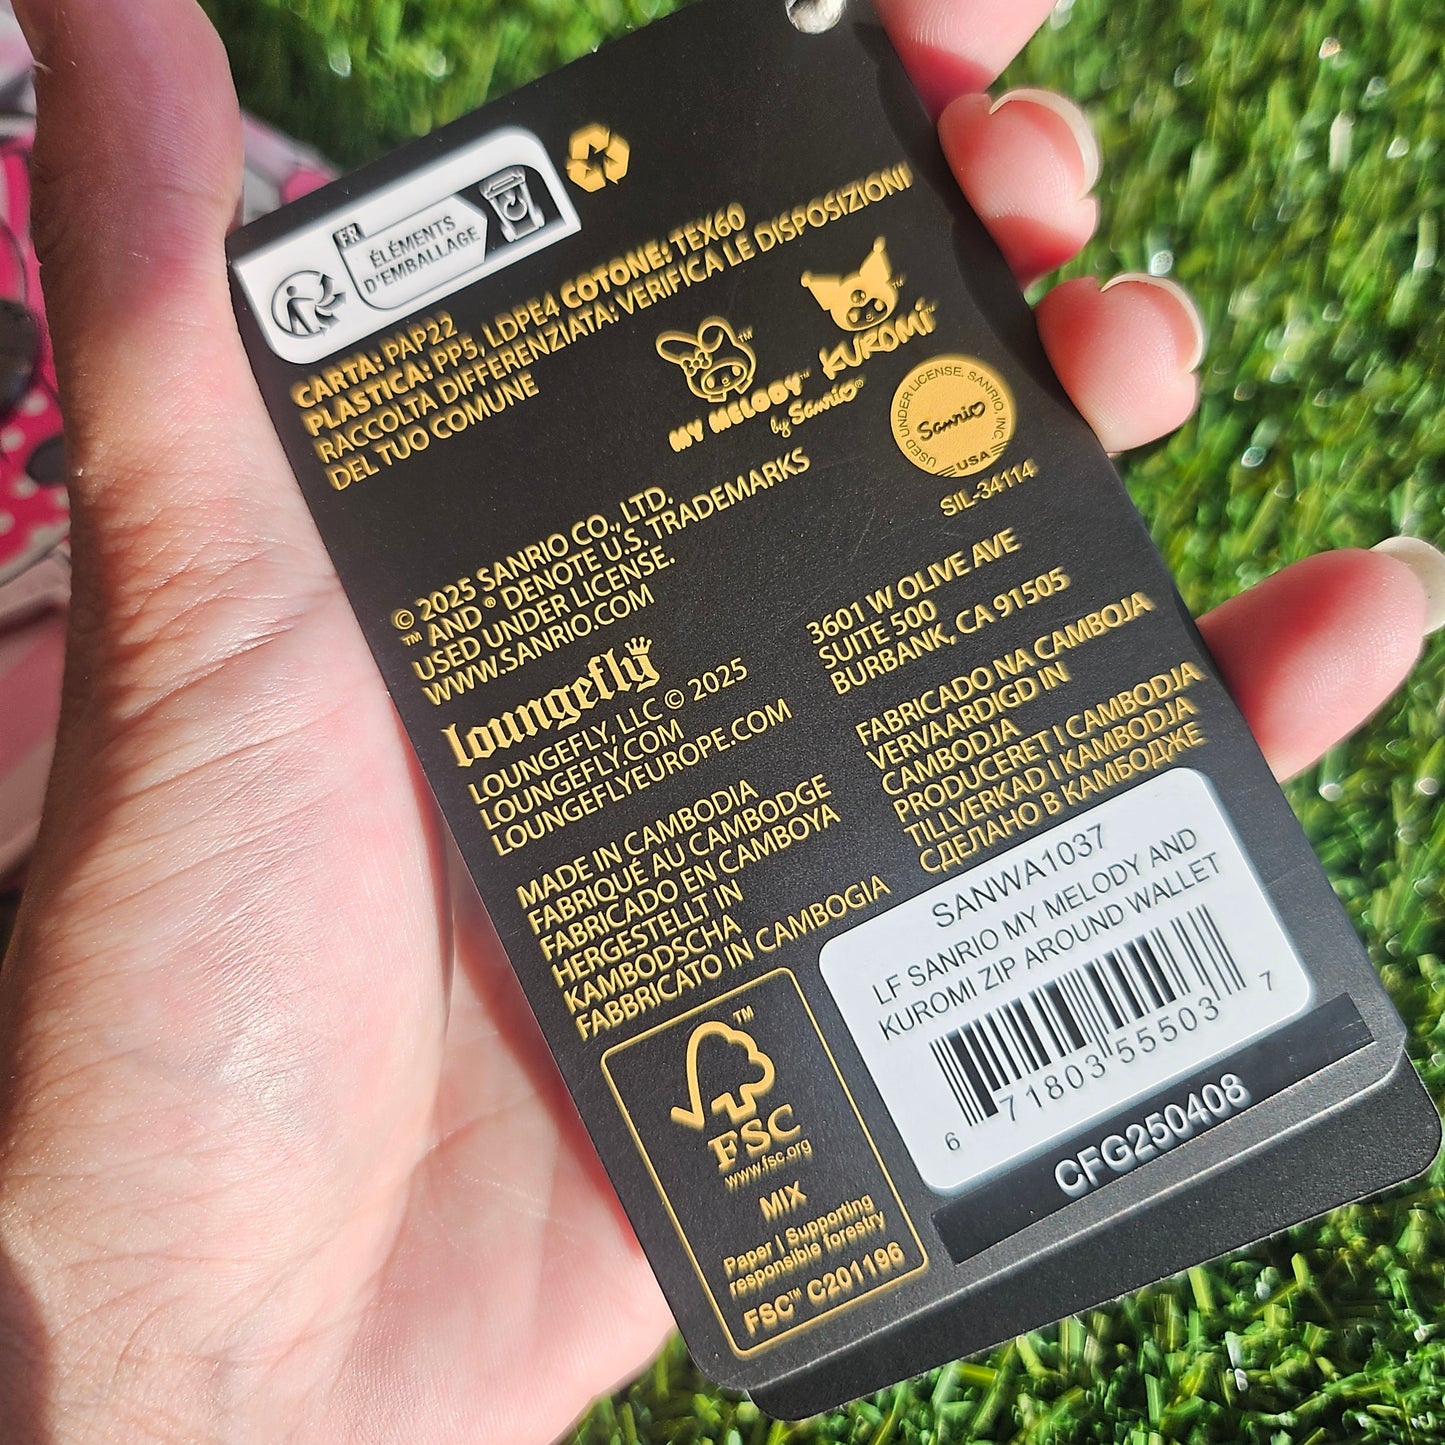 FR
ÉLÉMENTS
D'EMBALLAGE
CARTA: PAP22
PLASTICA: PP5, LDPE4 COTONE: TEX60
RACCOLTA DIFFERENZIATA: VERIFICA LE DISPOSIZIONI
DEL TUO COMUNE
MY MELODY™ KUROMI™
by Sanrio®
USED UNDER LICENSE. SANRIO, INC.
Sanrio
USA
SIL-34114
© 2025 SANRIO CO., LTD.
™ AND ® DENOTE U.S. TRADEMARKS
USED UNDER LICENSE.
WWW.SANRIO.COM
loungefly
LOUNGEFLY, LLC © 2025
LOUNGEFLY.COM
LOUNGEFLYEUROPE.COM
3601 W OLIVE AVE
SUITE 500
BURBANK, CA 91505
MADE IN CAMBODIA
FABRIQUÉ AU CAMBODGE
FABRICADO EN CAMBOYA
HERGESTELLT IN
KAMBODSCHA
FABBRICATO IN CAMBOGIA
FABRICADO NA CAMBOJA
VERVAARDIGD IN
CAMBODJA
PRODUCERET I CAMBODJA
TILLVERKAD I KAMBODJA
СДЕЛАНО В КАМБОДЖЕ
SANWA1037
LF SANRIO MY MELODY AND
KUROMI ZIP AROUND WALLET
6 71803 55503 7
CFG250408
FSC
www.fsc.org
MIX
Paper | Supporting
responsible forestry
FSC™ C201196